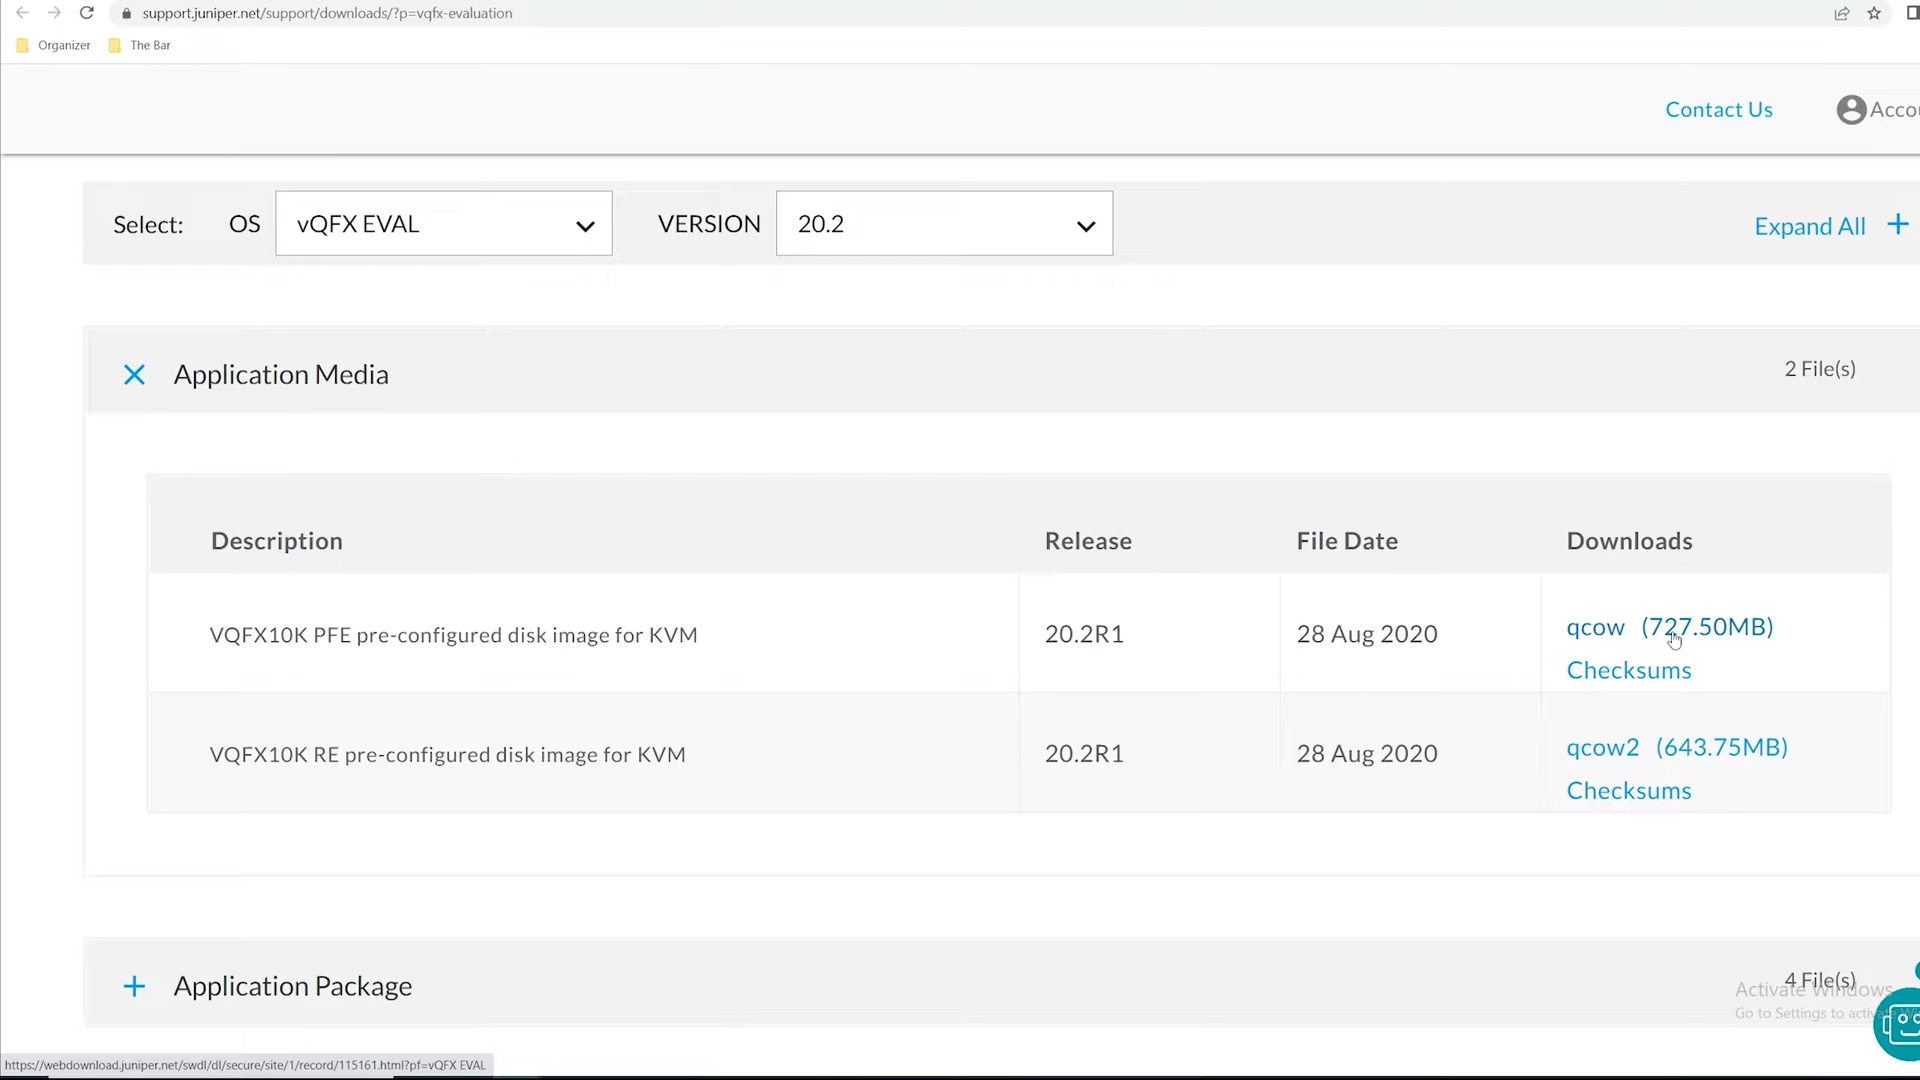 support.juniper.net/support/downloads/?p=vqfx-evaluation
Organizer The Bar
Contact Us
Select: OS vQFX EVAL VERSION 20.2 Expand All +
Application Media 2 File(s)
Description Release File Date Downloads
VQFX10K PFE pre-configured disk image for KVM 20.2R1 28 Aug 2020 qcow (727.50MB)
Checksums
VQFX10K RE pre-configured disk image for KVM 20.2R1 28 Aug 2020 qcow2 (643.75MB)
Checksums
+ Application Package 4 File(s)
Activate Windows
Go to Settings to
https://webdownload.juniper.net/swdl/dl/secure/site/1/record/115161.html?pf=vQFX EVAL